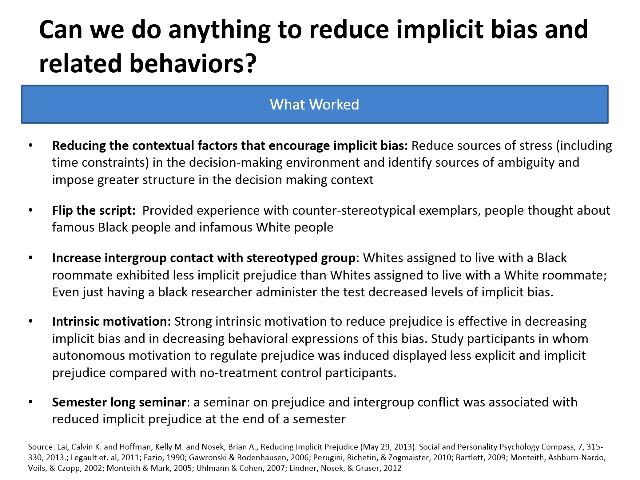 Can we do anything to reduce implicit bias and
related behaviors?
What Worked
• Reducing the contextual factors that encourage implicit bias: Reduce sources of stress (including
time constraints) in the decision-making environment and identify sources of ambiguity and
impose greater structure in the decision making context
• Flip the script: Provided experience with counter-stereotypical exemplars, people thought about
famous Black people and infamous White people
• Increase intergroup contact with stereotyped group: Whites assigned to live with a Black
roommate exhibited less implicit prejudice than Whites assigned to live with a White roommate;
Even just having a black researcher administer the test decreased levels of implicit bias.
• Intrinsic motivation: Strong intrinsic motivation to reduce prejudice is effective in decreasing
implicit bias and in decreasing behavioral expressions of this bias. Study participants in whom
autonomous motivation to regulate prejudice was induced displayed less explicit and implicit
prejudice compared with no-treatment control participants.
• Semester long seminar: a seminar on prejudice and intergroup conflict was associated with
reduced implicit prejudice at the end of a semester
Source: Lai, Calvin K. and Hoffman, Kelly M. and Nosek, Brian A., Reducing Implicit Prejudice (May 29, 2013). Social and Personality Psychology Compass, 7, 315-
330, 2013.; Legault et. al, 2011; Fazio, 1990; Gawronski & Bodenhausen, 2006; Perugini, Richetin, & Zogmaister, 2010; Bartlett, 2009; Monteith, Ashburn-Nardo,
Voils, & Czopp, 2002; Monteith & Mark, 2005; Uhlmann & Cohen, 2007; Lindner, Nosek, & Graser, 2012